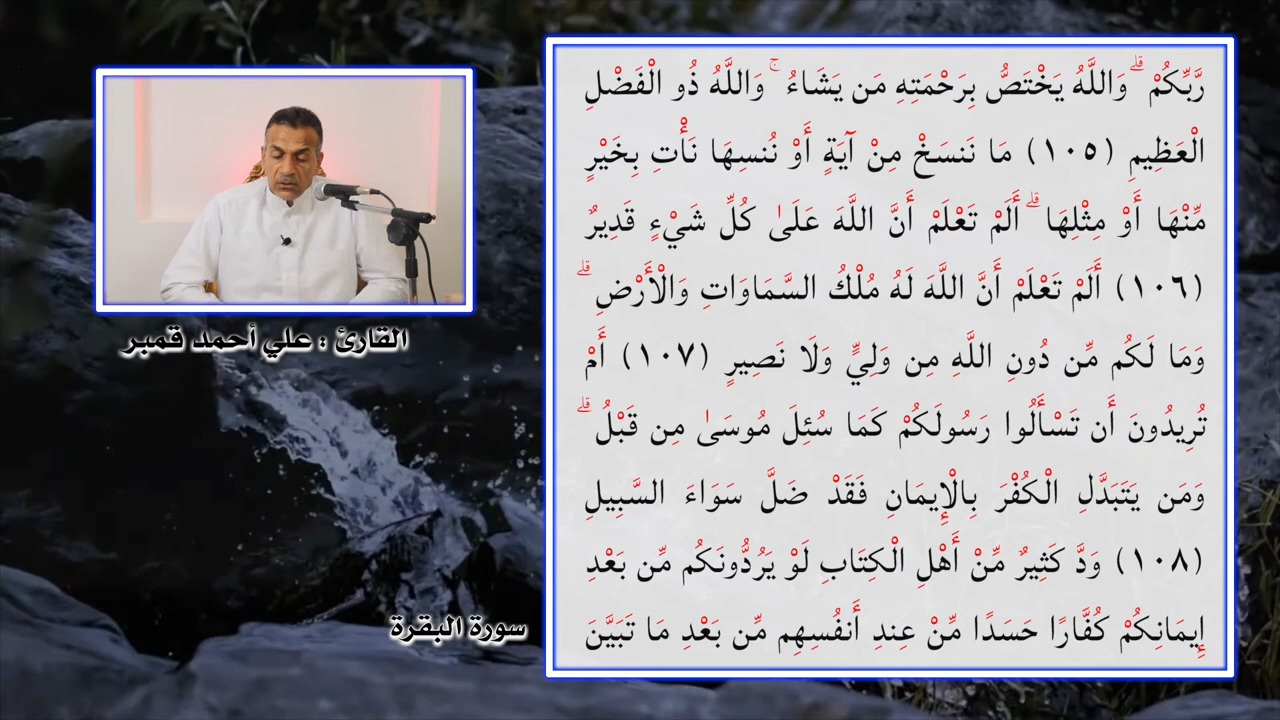 رَّبِّكُمْ ۗ وَاللَّهُ يَخْتَصُّ بِرَحْمَتِهِ مَن يَشَاءُ ۚ وَاللَّهُ ذُو الْفَضْلِ
الْعَظِيمِ (١٠٥) مَا نَنسَخْ مِنْ آيَةٍ أَوْ نُنسِهَا نَأْتِ بِخَيْرٍ
مِّنْهَا أَوْ مِثْلِهَا ۗ أَلَمْ تَعْلَمْ أَنَّ اللَّهَ عَلَىٰ كُلِّ شَيْءٍ قَدِيرٌ
(١٠٦) أَلَمْ تَعْلَمْ أَنَّ اللَّهَ لَهُ مُلْكُ السَّمَاوَاتِ وَالْأَرْضِ ۗ
وَمَا لَكُم مِّن دُونِ اللَّهِ مِن وَلِيٍّ وَلَا نَصِيرٍ (١٠٧) أَمْ
تُرِيدُونَ أَن تَسْأَلُوا رَسُولَكُمْ كَمَا سُئِلَ مُوسَىٰ مِن قَبْلُ ۗ
وَمَن يَتَبَدَّلِ الْكُفْرَ بِالْإِيمَانِ فَقَدْ ضَلَّ سَوَاءَ السَّبِيلِ
(١٠٨) وَدَّ كَثِيرٌ مِّنْ أَهْلِ الْكِتَابِ لَوْ يَرُدُّونَكُم مِّن بَعْدِ
إِيمَانِكُمْ كُفَّارًا حَسَدًا مِّنْ عِندِ أَنفُسِهِم مِّن بَعْدِ مَا تَبَيَّنَ
القارئ : علي أحمد قمبر
سورة البقرة